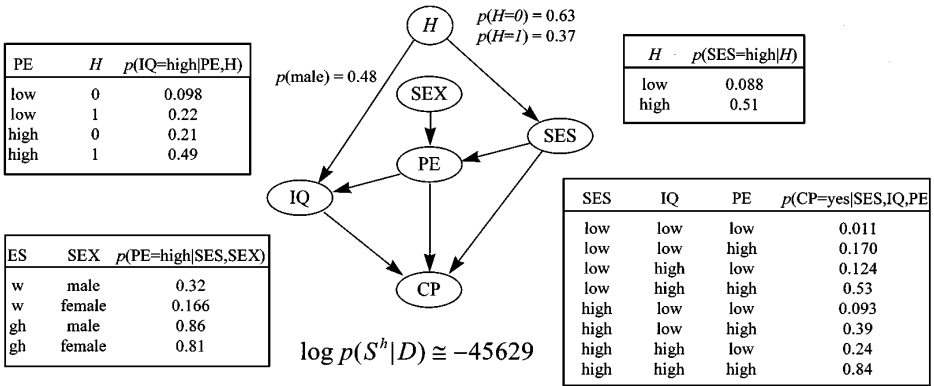 H
p(H=0) = 0.63
p(H=1) = 0.37
PE H p(IQ=high|PE,H)
low 0 0.098
low 1 0.22
high 0 0.21
high 1 0.49
p(male) = 0.48
SEX
H p(SES=high|H)
low 0.088
high 0.51
SES
PE
IQ
SES IQ PE p(CP=yes|SES,IQ,PE
low low low 0.011
low low high 0.170
low high low 0.124
low high high 0.53
high low low 0.093
high low high 0.39
high high low 0.24
high high high 0.84
ES SEX p(PE=high|SES,SEX)
w male 0.32
w female 0.166
gh male 0.86
gh female 0.81
CP
log p(Sʰ|D) ≅ −45629